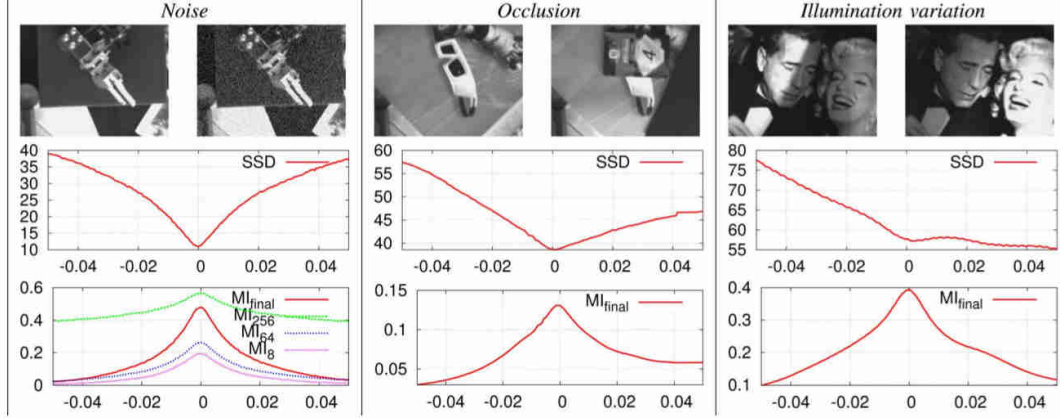 Noise
Occlusion
Illumination variation
4
40
35
30
25
20
15
10
SSD
-0.04 -0.02 0 0.02 0.04
60
55
50
45
40
SSD
-0.04 -0.02 0 0.02 0.04
80
75
70
65
60
55
SSD
-0.04 -0.02 0 0.02 0.04
0.6
0.4
0.2
0
MIfinal
MI256
MI64
MI8
-0.04 -0.02 0 0.02 0.04
0.15
0.1
0.05
MIfinal
-0.04 -0.02 0 0.02 0.04
0.4
0.3
0.2
0.1
MIfinal
-0.04 -0.02 0 0.02 0.04